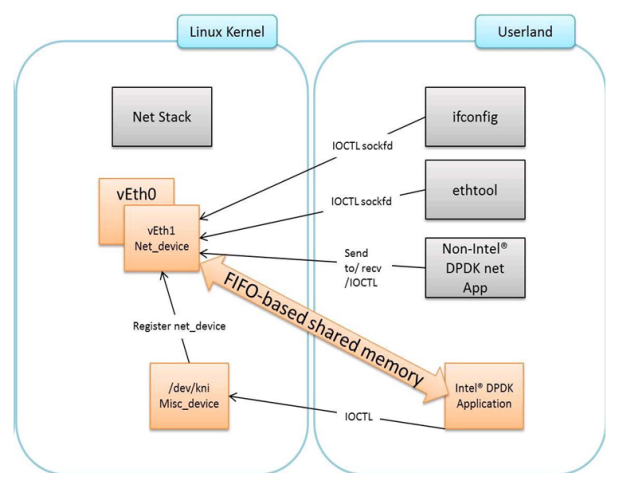 Linux Kernel
Userland
Net Stack
ifconfig
IOCTL sockfd
ethtool
IOCTL sockfd
vEth0
vEth1
Net_device
Non-Intel®
DPDK net
App
Send
to/ recv
/IOCTL
FIFO-based shared memory
Register net_device
/dev/kni
Misc_device
IOCTL
Intel® DPDK
Application